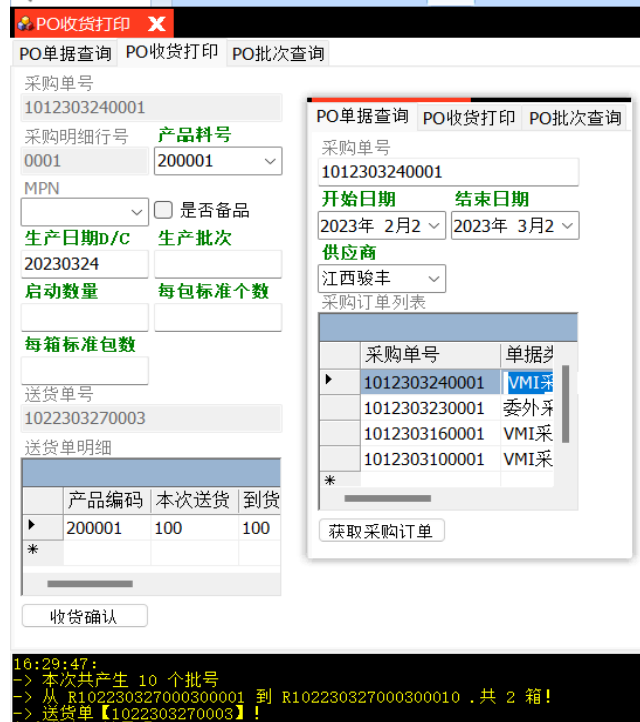 PO收货打印 X
PO单据查询 PO收货打印 PO批次查询
采购单号
1012303240001
采购明细行号 产品料号
0001 200001
MPN
是否备品
生产日期D/C 生产批次
20230324
启动数量 每包标准个数
每箱标准包数
送货单号
1022303270003
送货单明细
产品编码 本次送货 到货
200001 100 100
收货确认
PO单据查询 PO收货打印 PO批次查询
采购单号
1012303240001
开始日期 结束日期
2023年 2月2 2023年 3月2
供应商
江西骏丰
采购订单列表
采购单号 单据类
1012303240001 VMI采
1012303230001 委外采
1012303160001 VMI采
1012303100001 VMI采
获取采购订单
16:29:47:
-> 本次共产生 10 个批号
-> 从 R102230327000300001 到 R102230327000300010 .共 2 箱!
-> 送货单【1022303270003】!